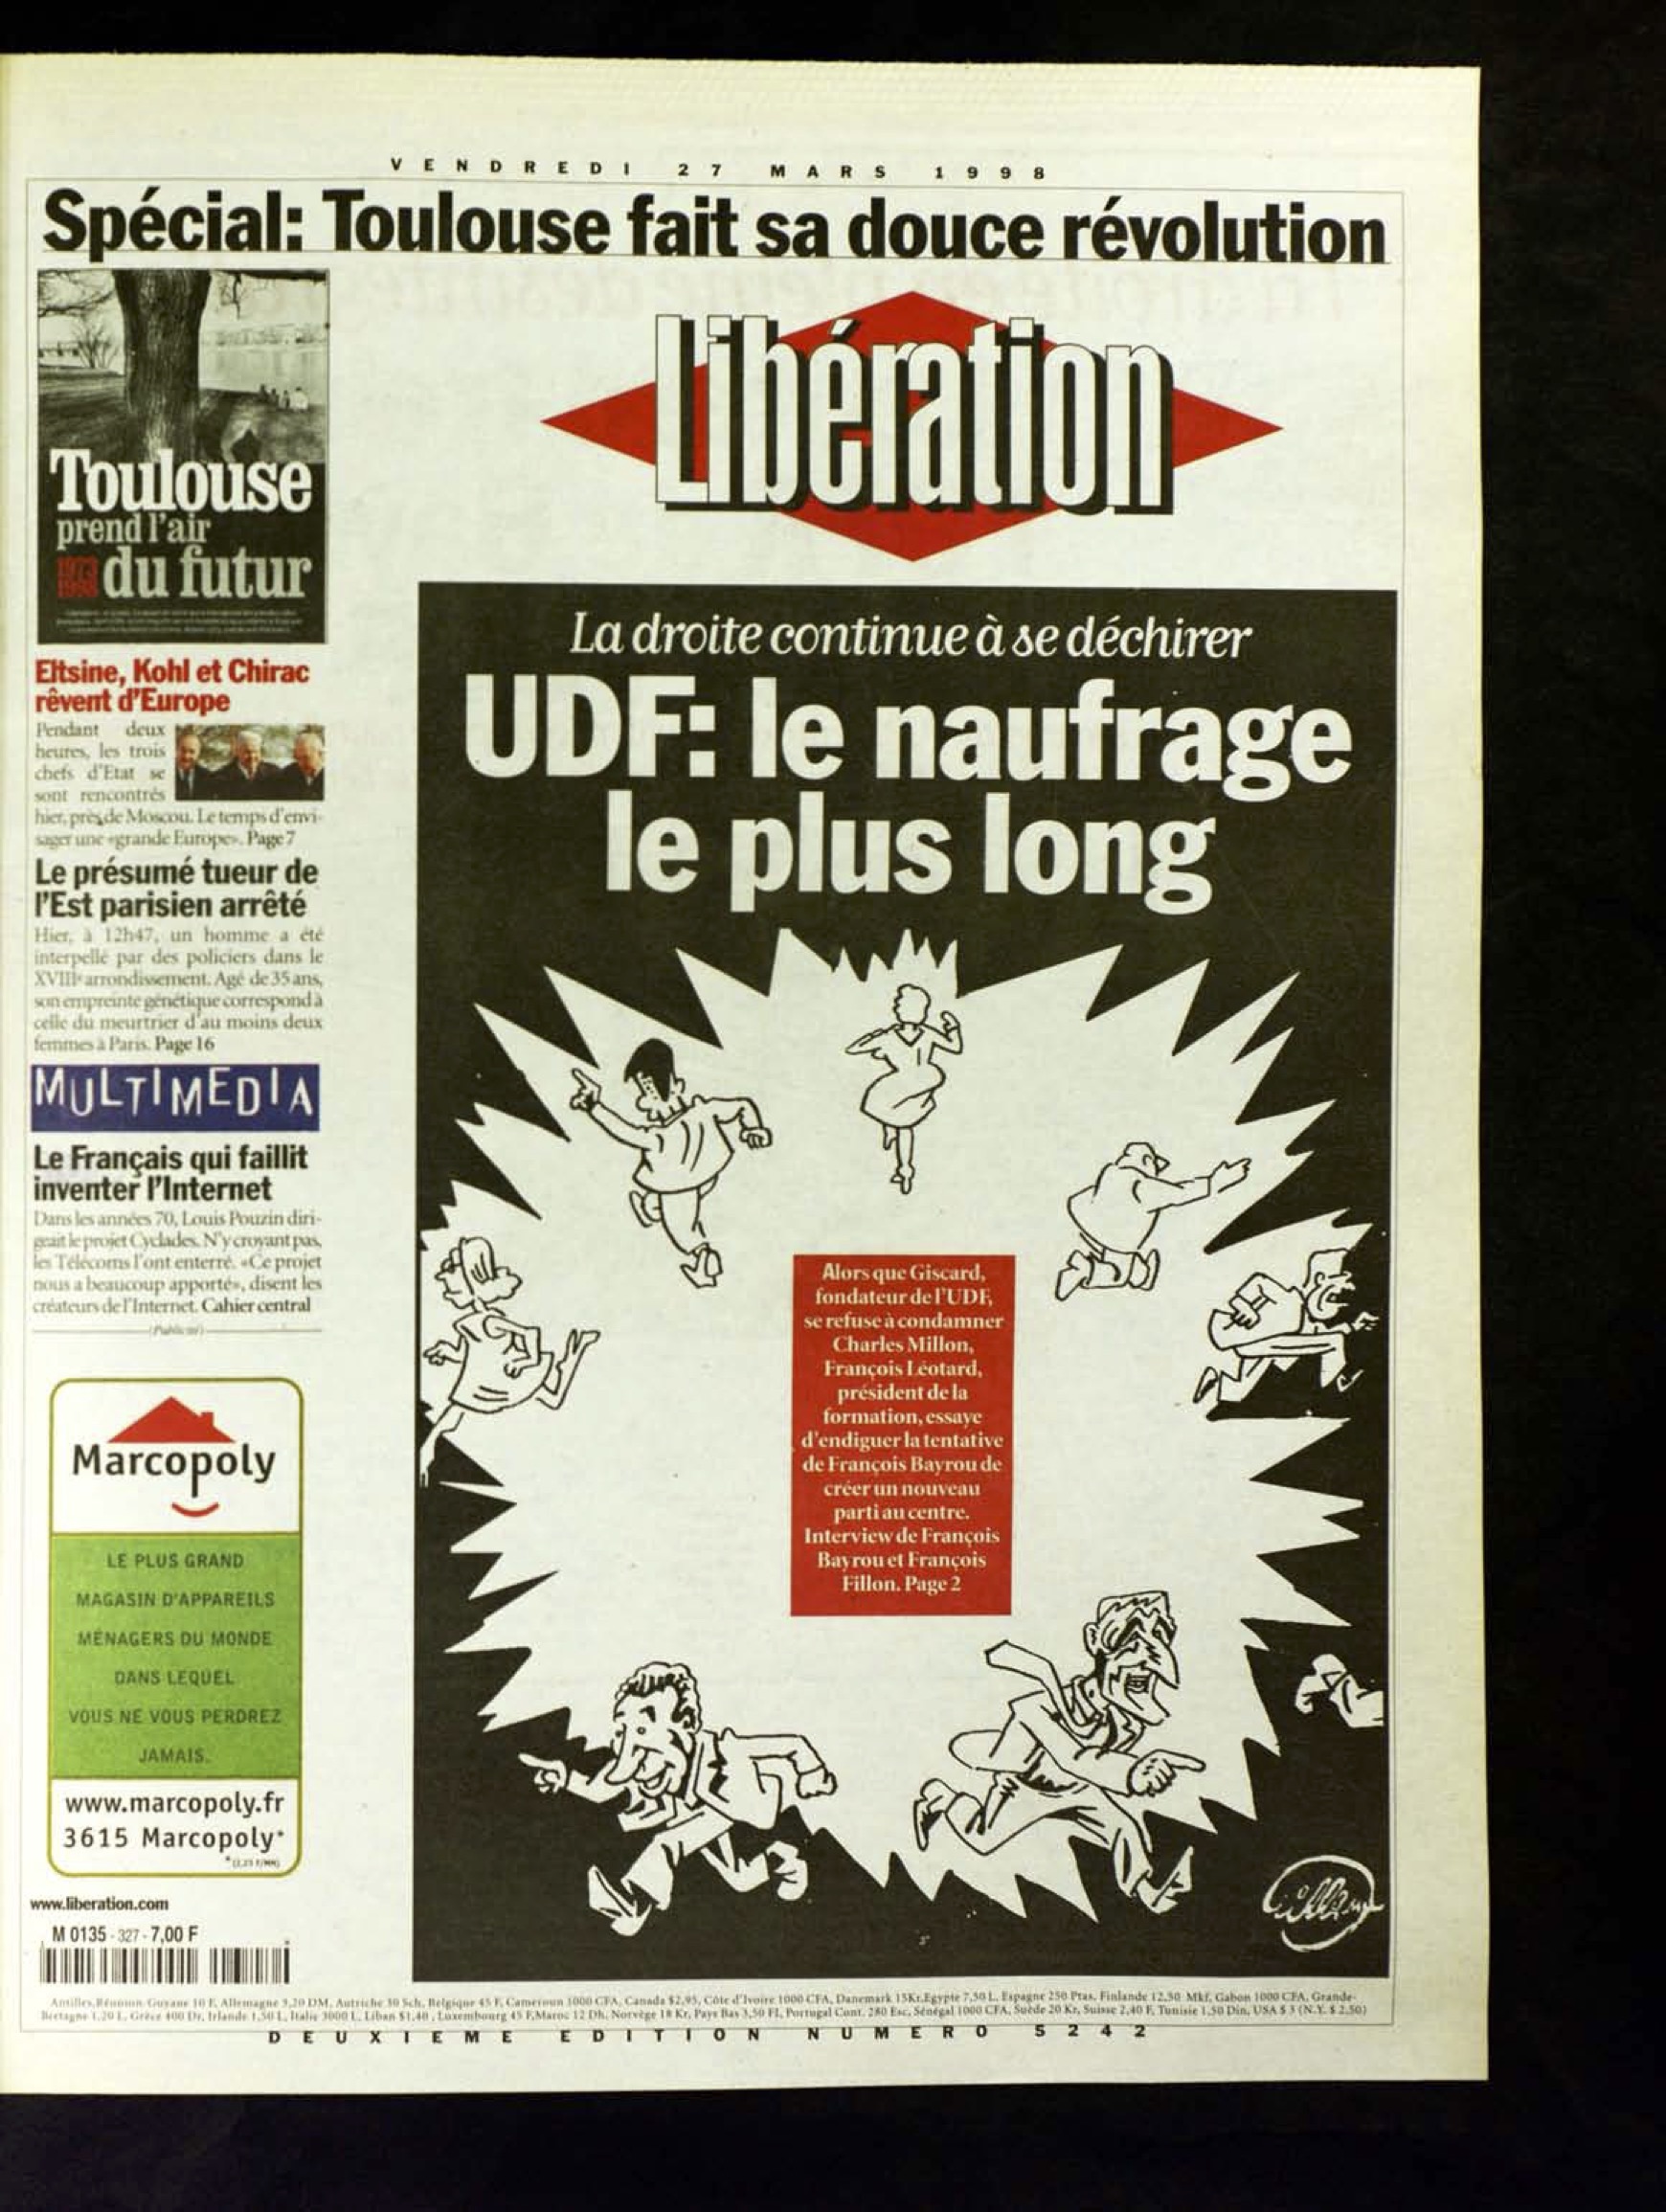 VENDREDI 27 MARS 1998
Spécial: Toulouse fait sa douce révolution
Toulouse
prend l'air
1973
1998
du futur
Libération
Eltsine, Kohl et Chirac
rêvent d'Europe
Pendant deux
heures, les trois
chefs d'Etat se
sont rencontrés
hier, près de Moscou. Le temps d'envi-
sager une «grande Europe». Page 7
Le présumé tueur de
l'Est parisien arrêté
Hier, à 12h47, un homme a été
interpellé par des policiers dans le
XVIIIe arrondissement. Agé de 35 ans,
son empreinte génétique correspond à
celle du meurtrier d'au moins deux
femmes à Paris. Page 16
MULTIMEDIA
Le Français qui faillit
inventer l'Internet
Dans les années 70, Louis Pouzin diri-
geait le projet Cyclades. N'y croyant pas,
les Télécoms l'ont enterré. «Ce projet
nous a beaucoup apporté», disent les
créateurs de l'Internet. Cahier central
(Publicité)
Marcopoly
LE PLUS GRAND
MAGASIN D'APPAREILS
MÉNAGERS DU MONDE
DANS LEQUEL
VOUS NE VOUS PERDREZ
JAMAIS.
www.marcopoly.fr
3615 Marcopoly*
www.liberation.com
M 0135 - 327 - 7,00 F
La droite continue à se déchirer
UDF: le naufrage
le plus long
Alors que Giscard,
fondateur de l'UDF,
se refuse à condamner
Charles Millon,
François Léotard,
président de la
formation, essaye
d'endiguer la tentative
de François Bayrou de
créer un nouveau
parti au centre.
Interview de François
Bayrou et François
Fillon. Page 2
Willem
Antilles, Réunion, Guyane 10 F, Allemagne 3,20 DM, Autriche 30 Sch, Belgique 45 F, Cameroun 1000 CFA, Canada $2,95, Côte d'Ivoire 1000 CFA, Danemark 15Kr, Egypte 7,50 L, Espagne 250 Ptas, Finlande 12,50 Mkf, Gabon 1000 CFA, Grande-
Bretagne 1,20 L, Grèce 400 Dr, Irlande 1,50 L, Italie 3000 L, Liban $1,40, Luxembourg 45 F, Maroc 12 Dh, Norvège 18 Kr, Pays Bas 3,50 FL, Portugal Cont. 280 Esc, Sénégal 1000 CFA, Suède 20 Kr, Suisse 2,40 F, Tunisie 1,50 Din, USA $ 3 (N.Y. $ 2,50)
DEUXIEME EDITION NUMERO 5242